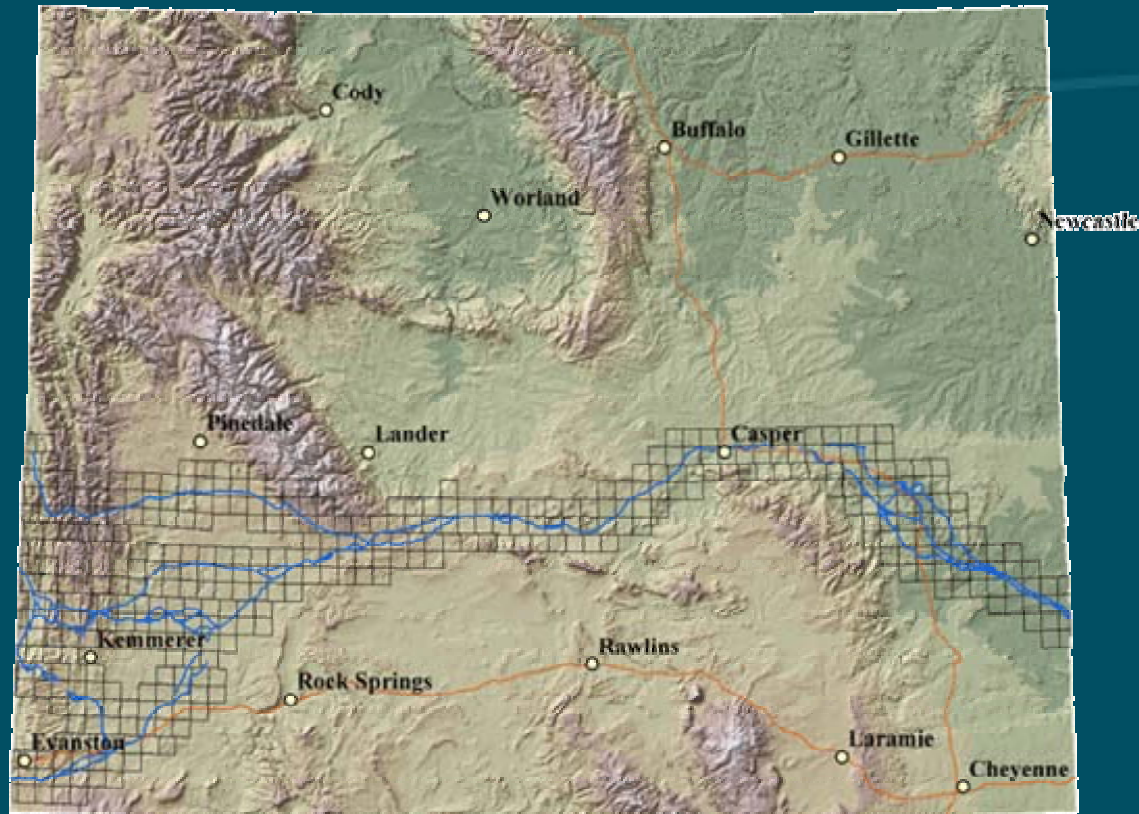 Cody
Buffalo
Gillette
Worland
Newcastle
Pinedale
Lander
Casper
Kemmerer
Rawlins
Rock Springs
Evanston
Laramie
Cheyenne